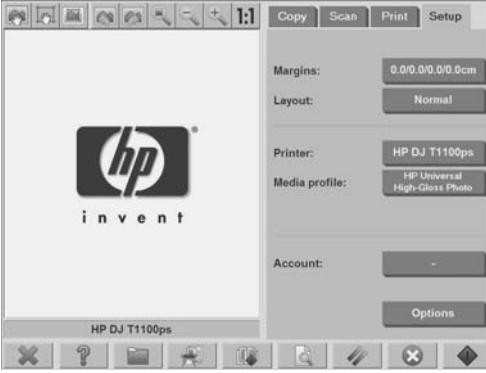 1:1
Copy
Scan
Print
Setup
Margins:
0.0/0.0/0.0/0.0cm
Layout:
Normal
Printer:
HP DJ T1100ps
Media profile:
HP Universal
High-Gloss Photo
Account:
-
Options
hp
invent
HP DJ T1100ps
?